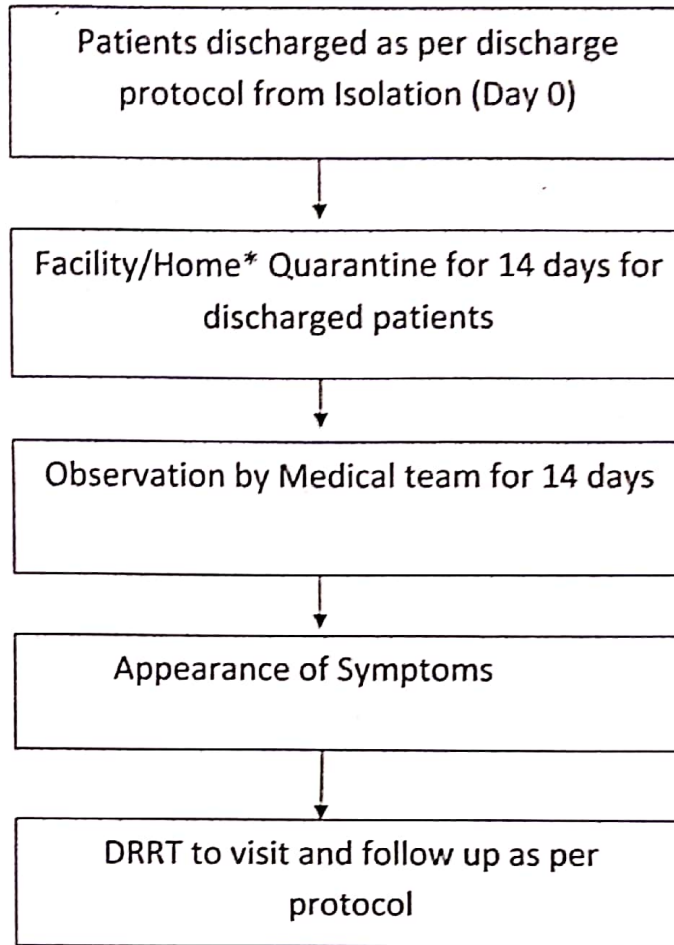 Patients discharged as per discharge
protocol from Isolation (Day 0)
Facility/Home* Quarantine for 14 days for
discharged patients
Observation by Medical team for 14 days
Appearance of Symptoms
DRRT to visit and follow up as per
protocol